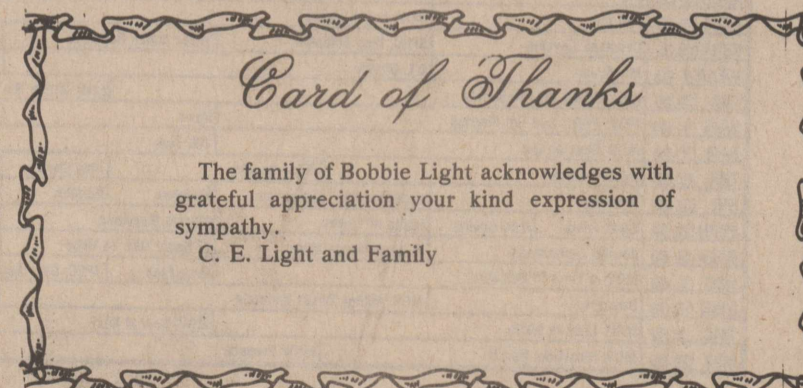 Card of Thanks
The family of Bobbie Light acknowledges with
grateful appreciation your kind expression of
sympathy.
C. E. Light and Family